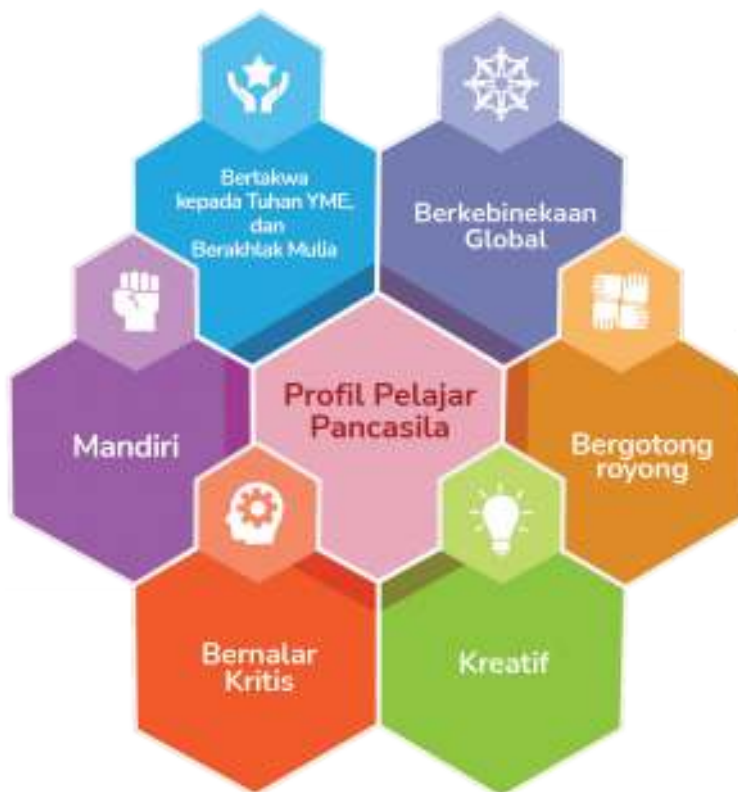 Bertakwa
kepada Tuhan YME,
dan
Berakhlak Mulia
Berkebinekaan
Global
Mandiri
Profil Pelajar
Pancasila
Bergotong
royong
Bernalar
Kritis
Kreatif